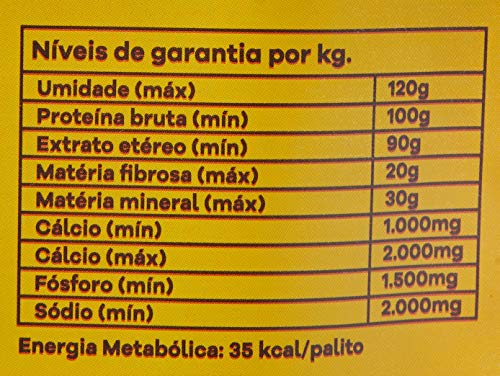 Níveis de garantia por kg.
Umidade (máx) 120g
Proteína bruta (mín) 100g
Extrato etéreo (mín) 90g
Matéria fibrosa (máx) 20g
Matéria mineral (máx) 30g
Cálcio (mín) 1.000mg
Cálcio (máx) 2.000mg
Fósforo (mín) 1.500mg
Sódio (mín) 2.000mg
Energia Metabólica: 35 kcal/palito